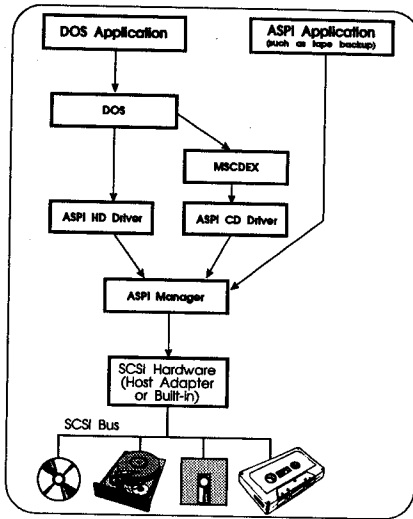 DOS Application
ASPI Application
(such as tape backup)
DOS
MSCDEX
ASPI HD Driver
ASPI CD Driver
ASPI Manager
SCSI Hardware
(Host Adapter
or Built-in)
SCSI Bus